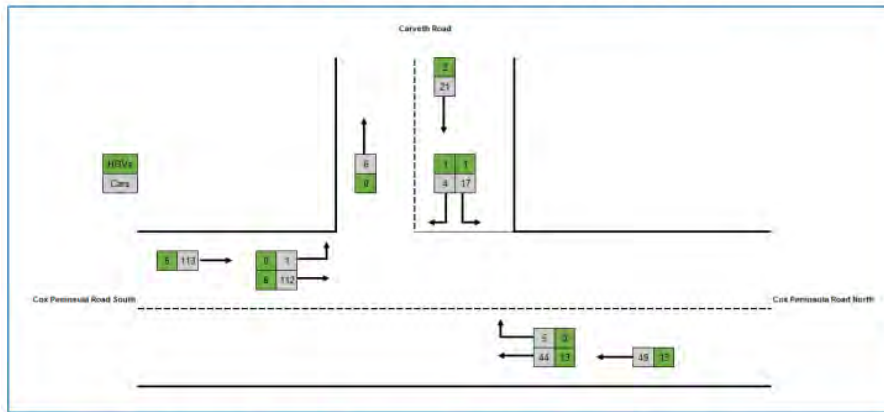 Carveth Road
2
21
6
0
1 1
4 17
HRVs
Cars
6 113
0 1
6 112
Cox Peninsula Road South
Cox Peninsula Road North
5 0
44 13
49 13